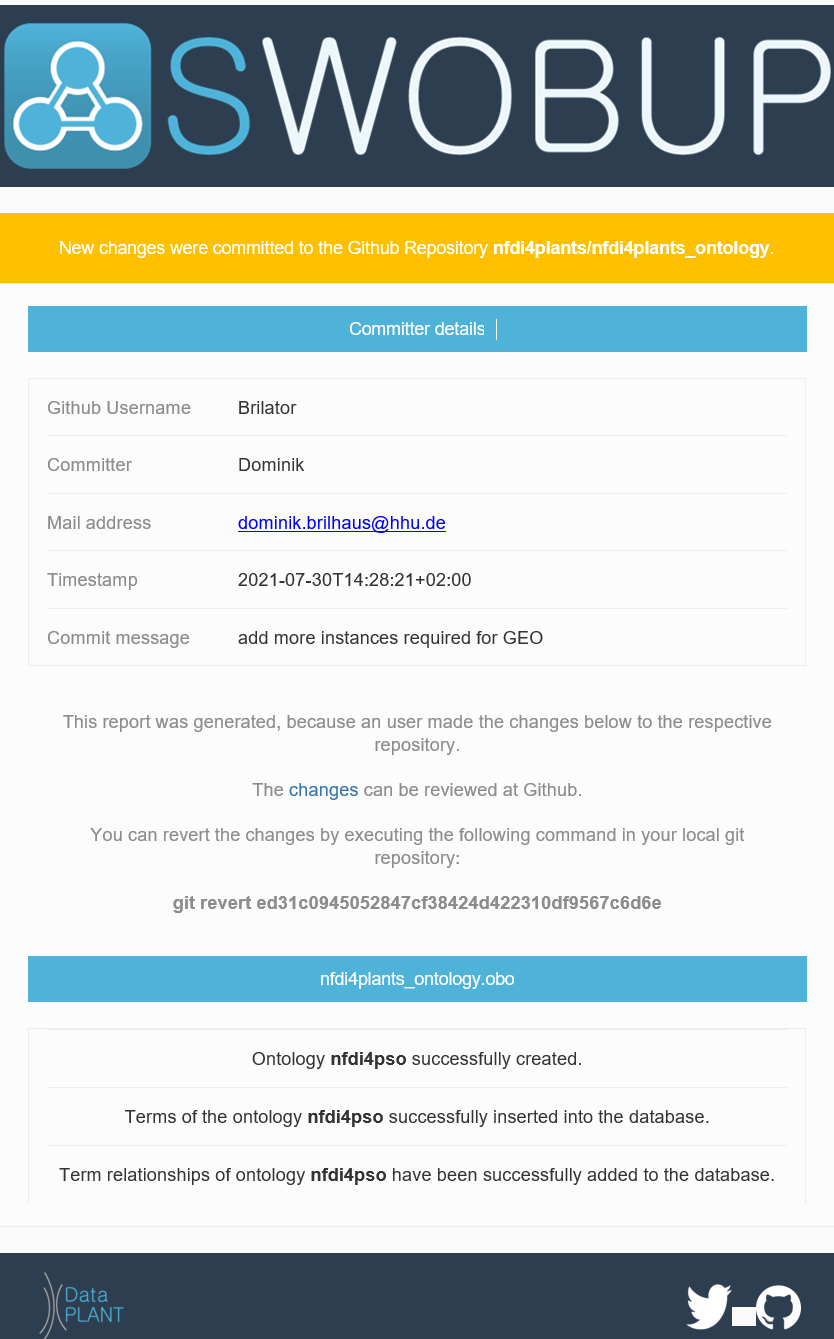 SWOBUP
New changes were committed to the Github Repository nfdi4plants/nfdi4plants_ontology.
Committer details
Github Username Brilator
Committer Dominik
Mail address dominik.brilhaus@hhu.de
Timestamp 2021-07-30T14:28:21+02:00
Commit message add more instances required for GEO
This report was generated, because an user made the changes below to the respective
repository.
The changes can be reviewed at Github.
You can revert the changes by executing the following command in your local git
repository:
git revert ed31c0945052847cf38424d422310df9567c6d6e
nfdi4plants_ontology.obo
Ontology nfdi4pso successfully created.
Terms of the ontology nfdi4pso successfully inserted into the database.
Term relationships of ontology nfdi4pso have been successfully added to the database.
Data
PLANT